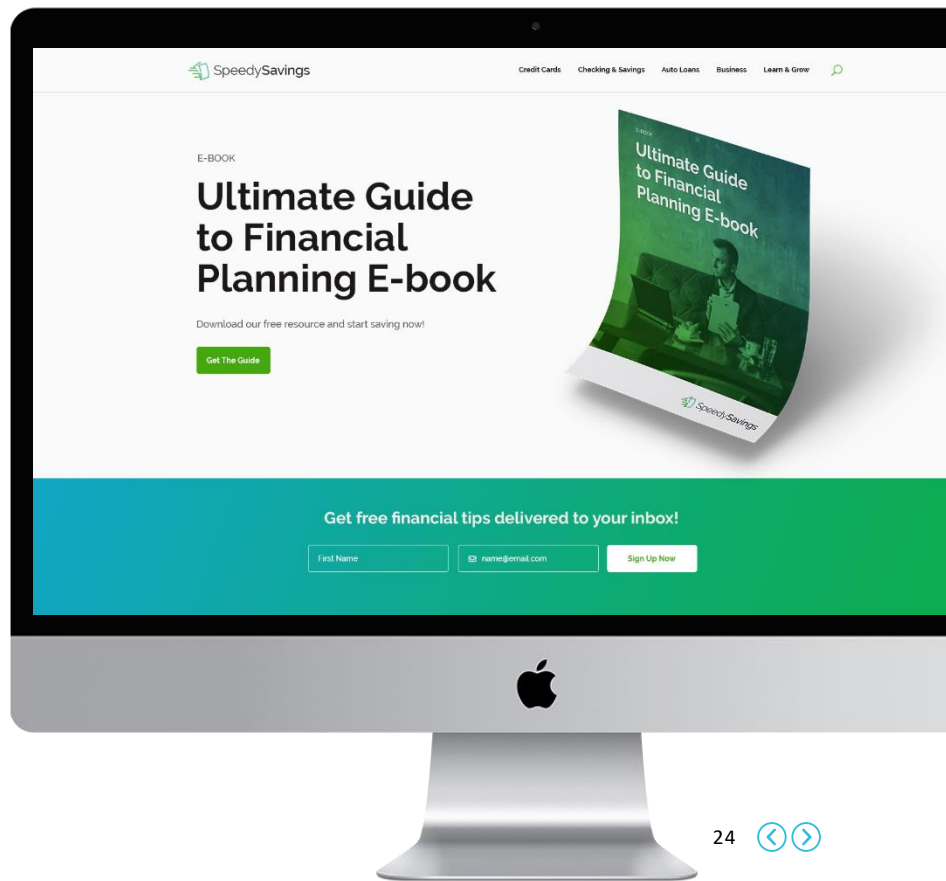 SpeedySavings
Credit Cards Checking & Savings Auto Loans Business Learn & Grow
E-BOOK
Ultimate Guide
to Financial
Planning E-book
Download our free resource and start saving now!
Get The Guide
E-BOOK
Ultimate Guide
to Financial
Planning E-book
SpeedySavings
Get free financial tips delivered to your inbox!
First Name name@email.com Sign Up Now
24